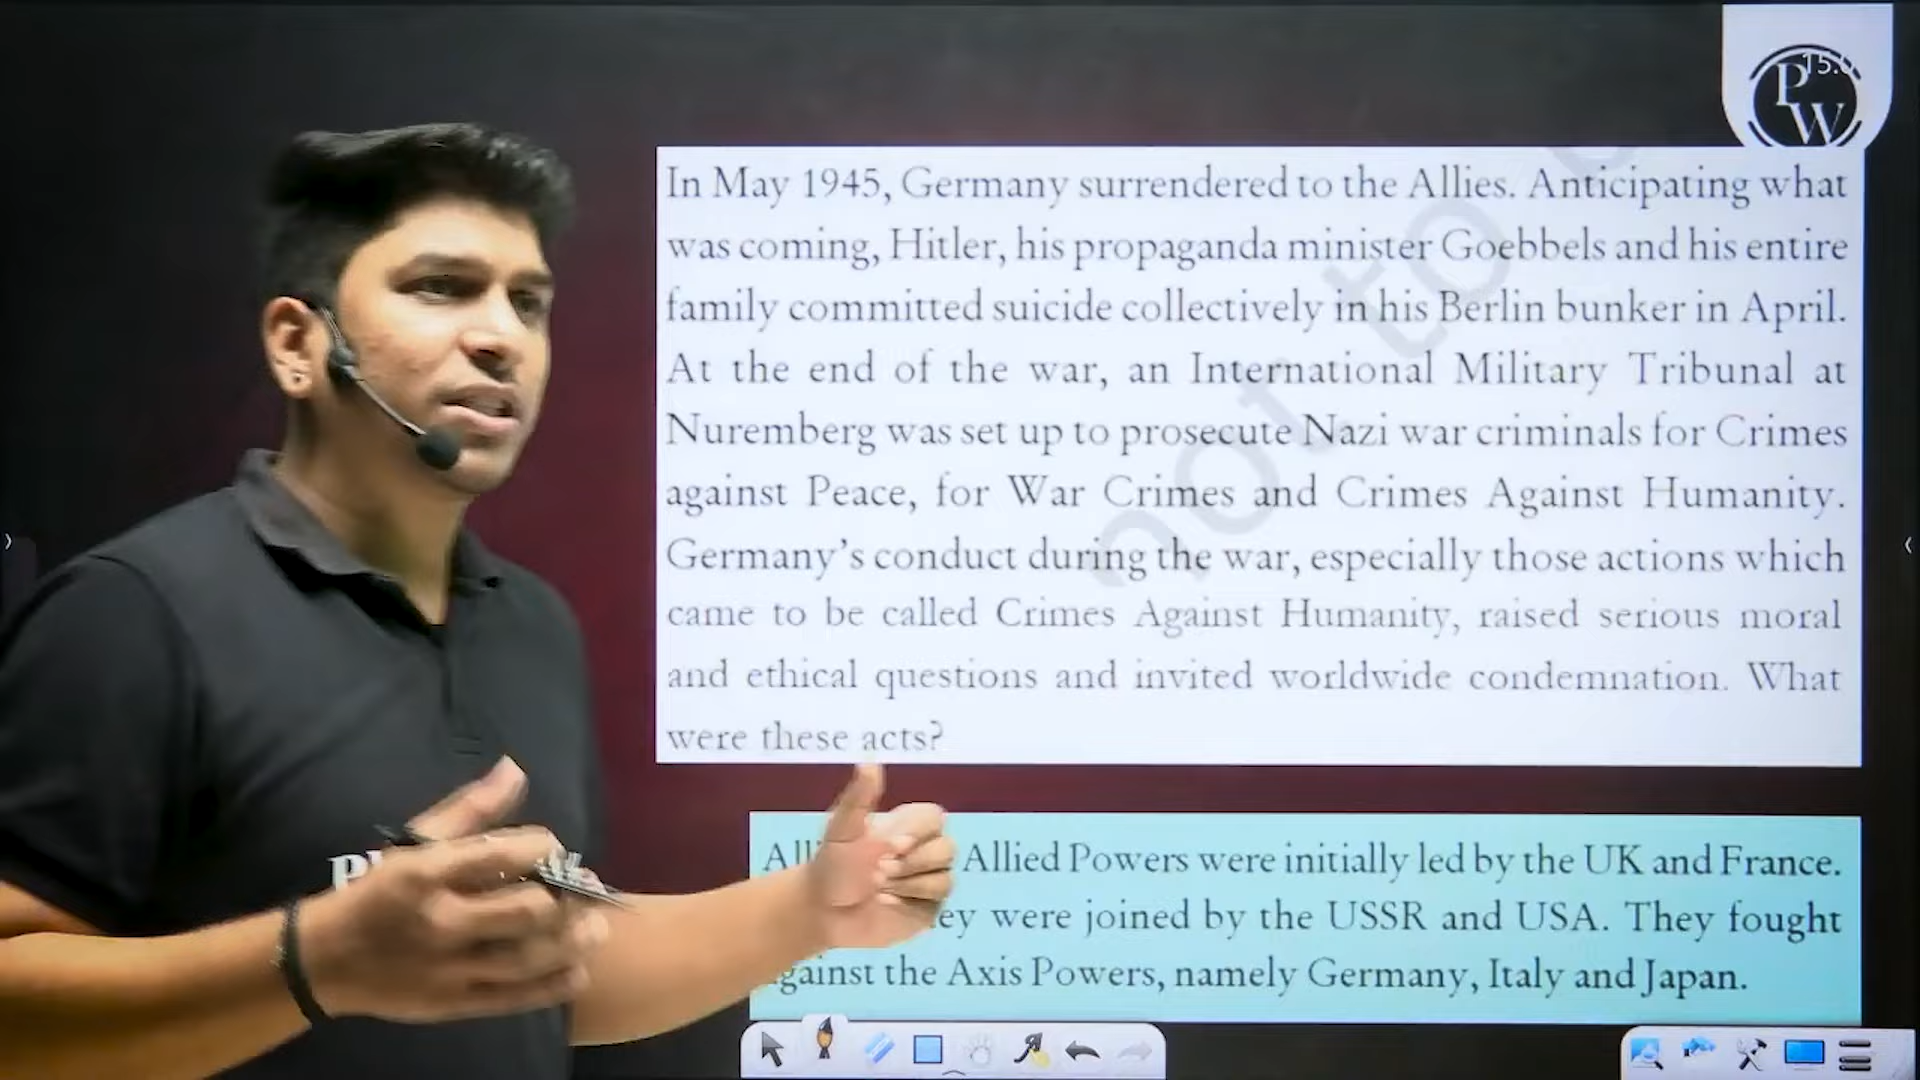 15.
PW
In May 1945, Germany surrendered to the Allies. Anticipating what
was coming, Hitler, his propaganda minister Goebbels and his entire
family committed suicide collectively in his Berlin bunker in April.
At the end of the war, an International Military Tribunal at
Nuremberg was set up to prosecute Nazi war criminals for Crimes
against Peace, for War Crimes and Crimes Against Humanity.
Germany's conduct during the war, especially those actions which
came to be called Crimes Against Humanity, raised serious moral
and ethical questions and invited worldwide condemnation. What
were these acts?
not to
Allied Powers were initially led by the UK and France.
were joined by the USSR and USA. They fought
the Axis Powers, namely Germany, Italy and Japan.